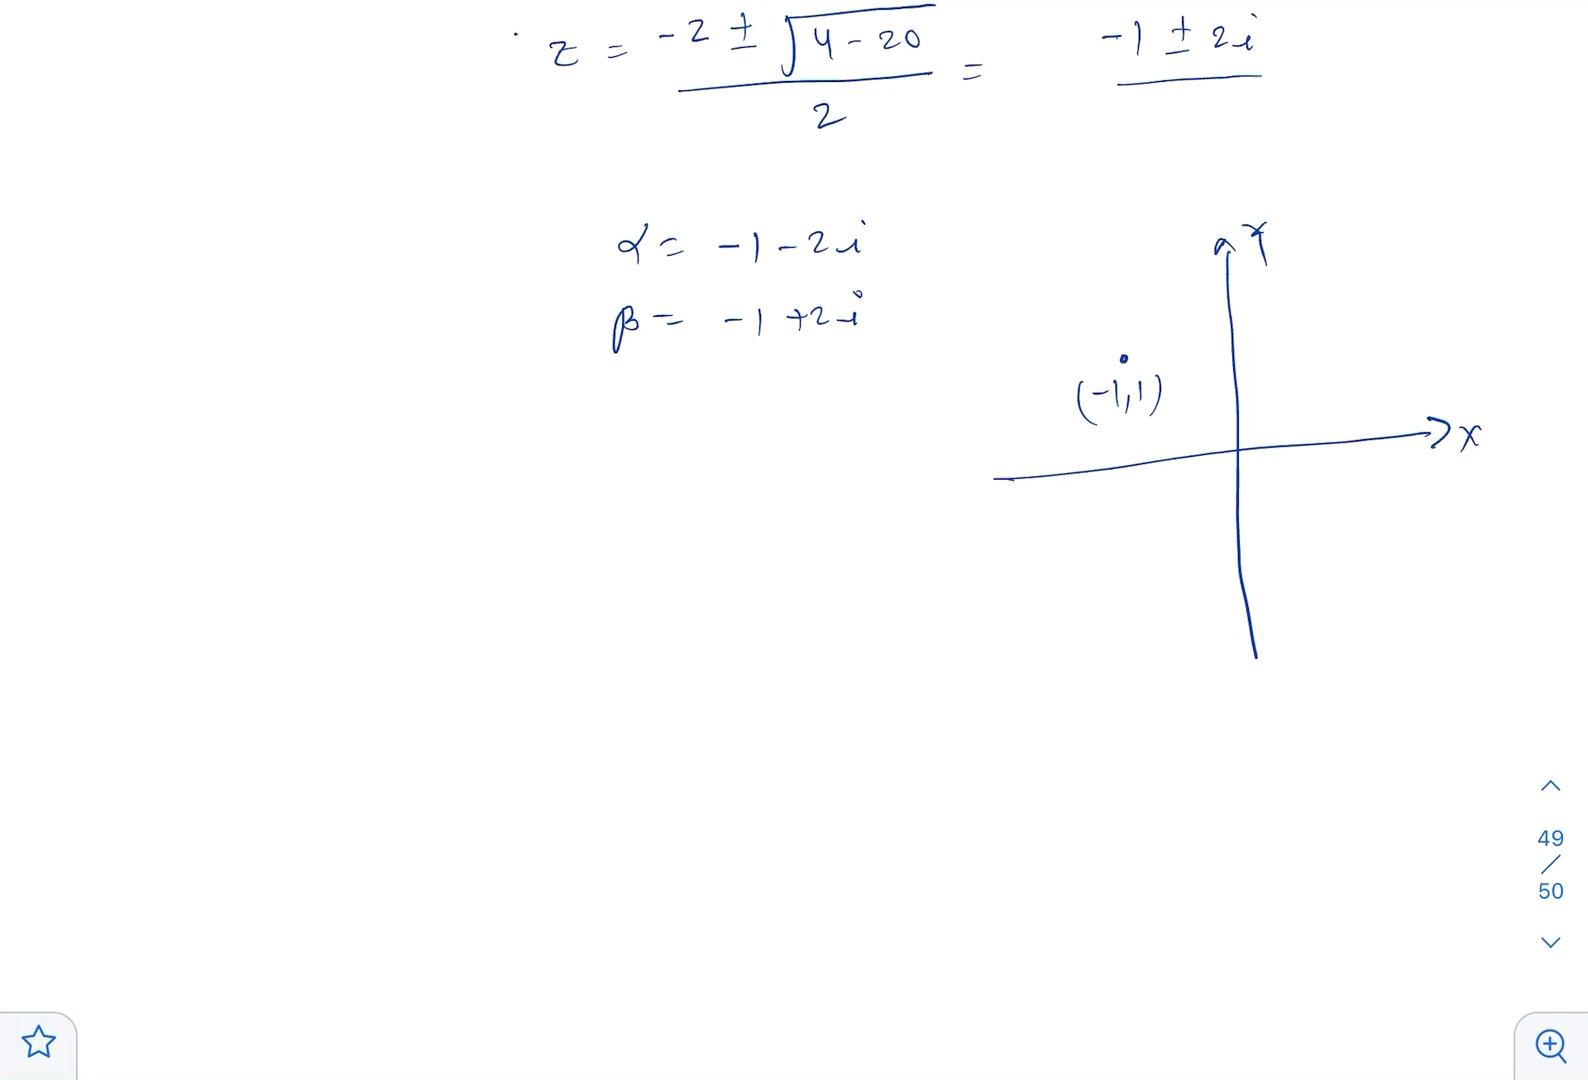 z = -2 ± √4-20 / 2 = -1 ± 2i
α = -1-2i
β = -1+2i
Y
(-1,1)
X
49
/
50